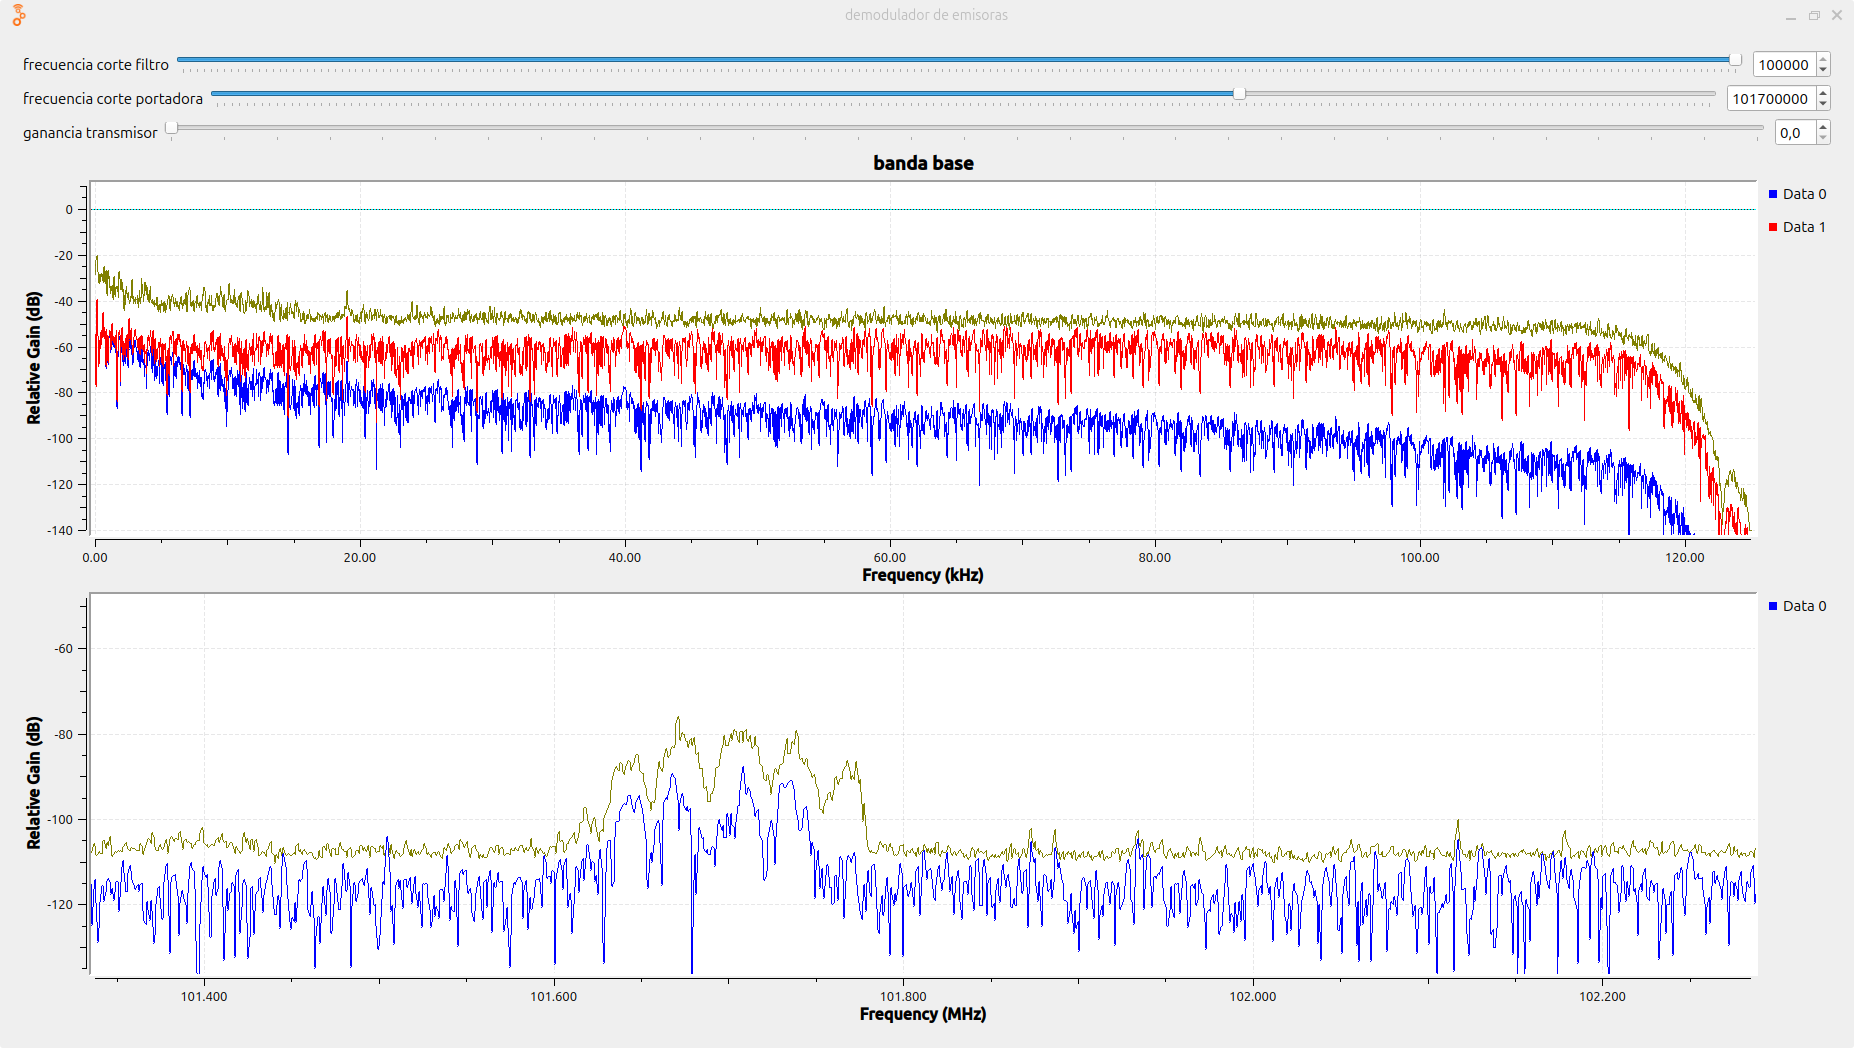 demodulador de emisoras
frecuencia corte filtro 100000
frecuencia corte portadora 101700000
ganancia transmisor 0,0
banda base
Relative Gain (dB)
0
-20
-40
-60
-80
-100
-120
-140
0.00 20.00 40.00 60.00 80.00 100.00 120.00
Frequency (kHz)
Data 0
Data 1
Relative Gain (dB)
-60
-80
-100
-120
101.400 101.600 101.800 102.000 102.200
Frequency (MHz)
Data 0